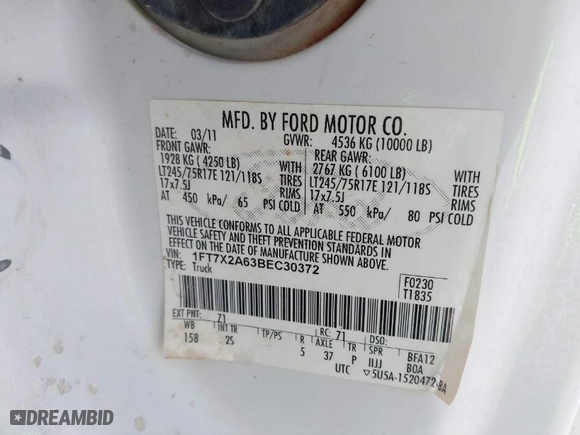 MFD. BY FORD MOTOR CO.
DATE: 03/11 GVWR: 4536 KG (10000 LB)
FRONT GAWR: REAR GAWR:
1928 KG ( 4250 LB) WITH 2767 KG ( 6100 LB) WITH
LT245/75R17E 121/118S TIRES LT245/75R17E 121/118S TIRES
17x7.5J RIMS 17x7.5J RIMS
AT 450 kPa/ 65 PSI COLD AT 550 kPa/ 80 PSI COLD
THIS VEHICLE CONFORMS TO ALL APPLICABLE FEDERAL MOTOR
VEHICLE SAFETY AND THEFT PREVENTION STANDARDS IN
EFFECT ON THE DATE OF MANUFACTURE SHOWN ABOVE.
VIN: 1FT7X2A63BEC30372
TYPE: Truck
F0230
T1835
EXT PNT: Z1 RC: 71 DSO:
WB INT TR TP/PS R AXLE TR SPR BFA12
158 2S 5 37 P IIJJ BOA
UTC 5U5A-1520472-BA
DREAMBID